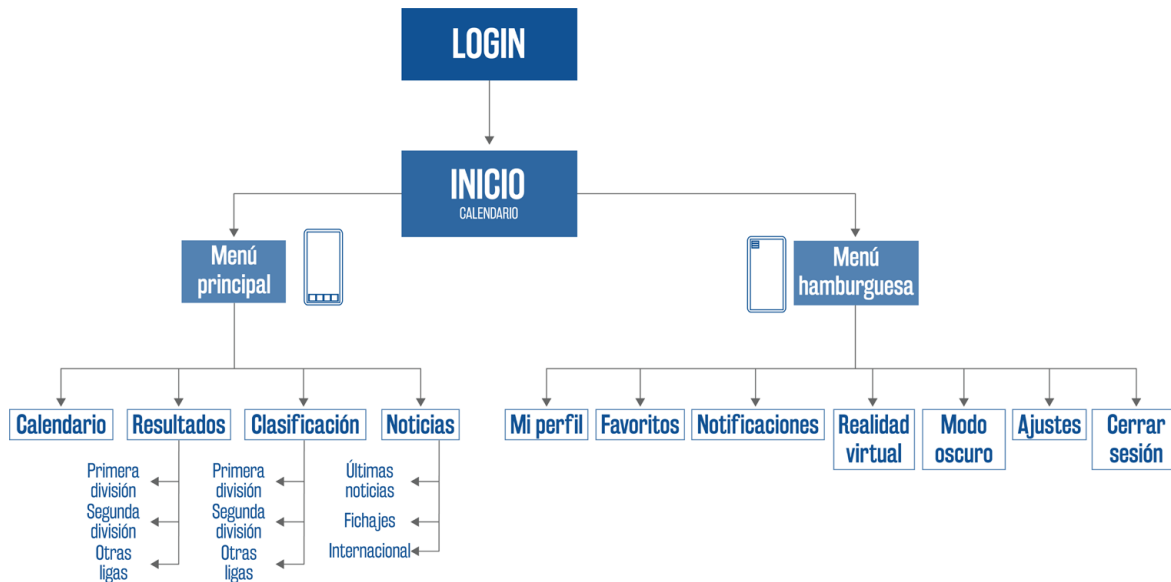 LOGIN
INICIO
CALENDARIO
Menú
principal
Menú
hamburguesa
Calendario
Resultados
Clasificación
Noticias
Mi perfil
Favoritos
Notificaciones
Realidad
virtual
Modo
oscuro
Ajustes
Cerrar
sesión
Primera
división
Segunda
división
Otras
ligas
Primera
división
Segunda
división
Otras
ligas
Últimas
noticias
Fichajes
Internacional